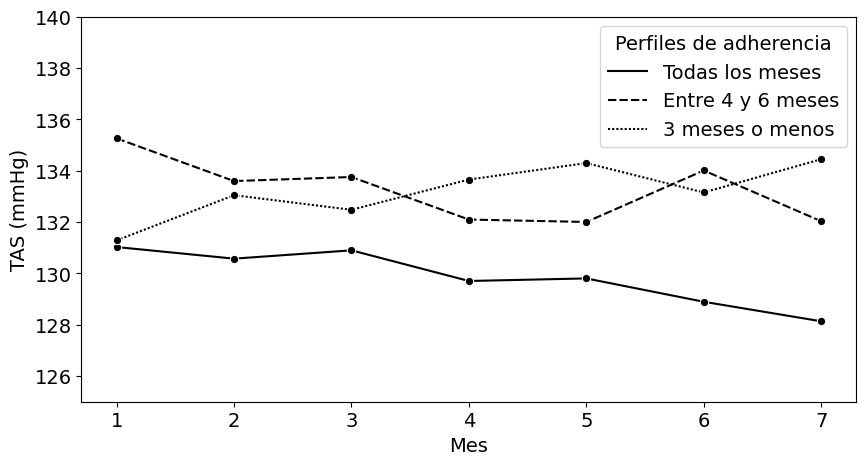 140
138
136
134
132
130
128
126
TAS (mmHg)
Perfiles de adherencia
Todas los meses
Entre 4 y 6 meses
3 meses o menos
1 2 3 4 5 6 7
Mes